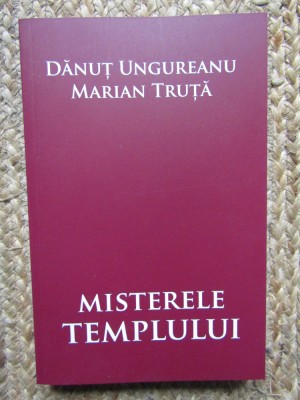 Dănuț Ungureanu
Marian Truță
Misterele
Templului